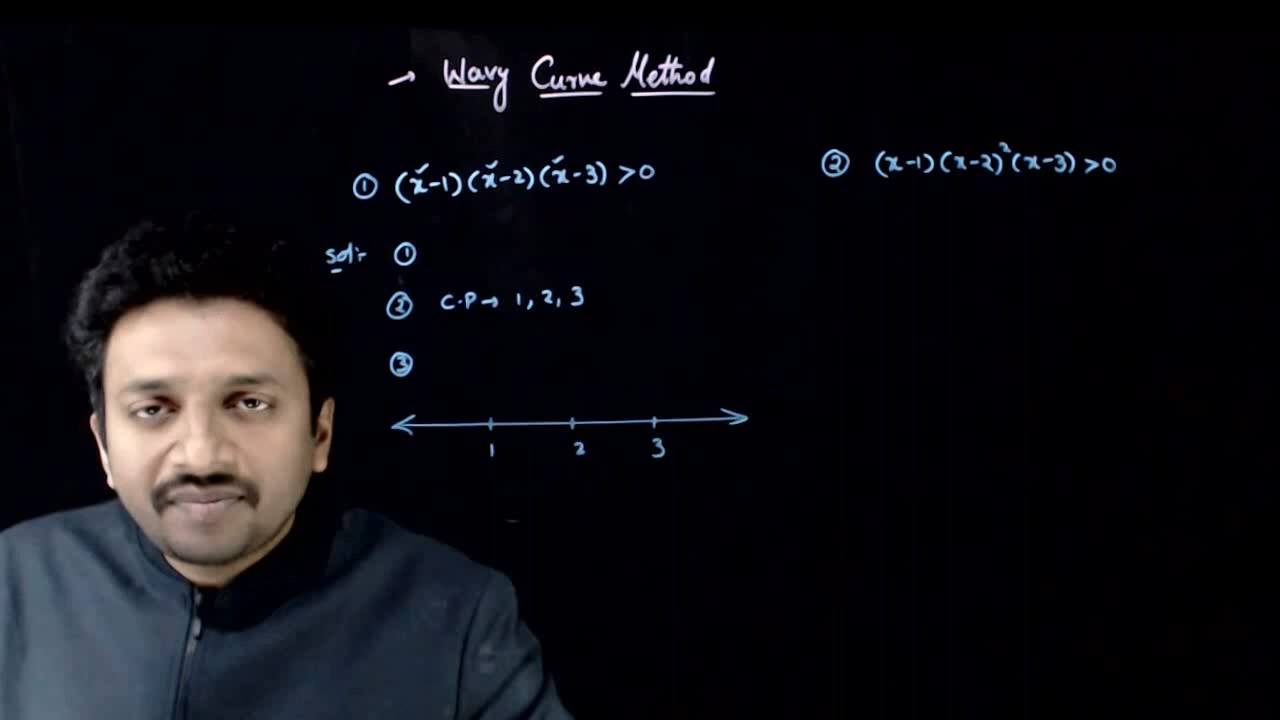 → Wavy Curve Method
① (x-1)(x-2)(x-3) >0
Sol:- ①
② C.P → 1, 2, 3
③
1 2 3
② (x-1)(x-2)²(x-3) >0